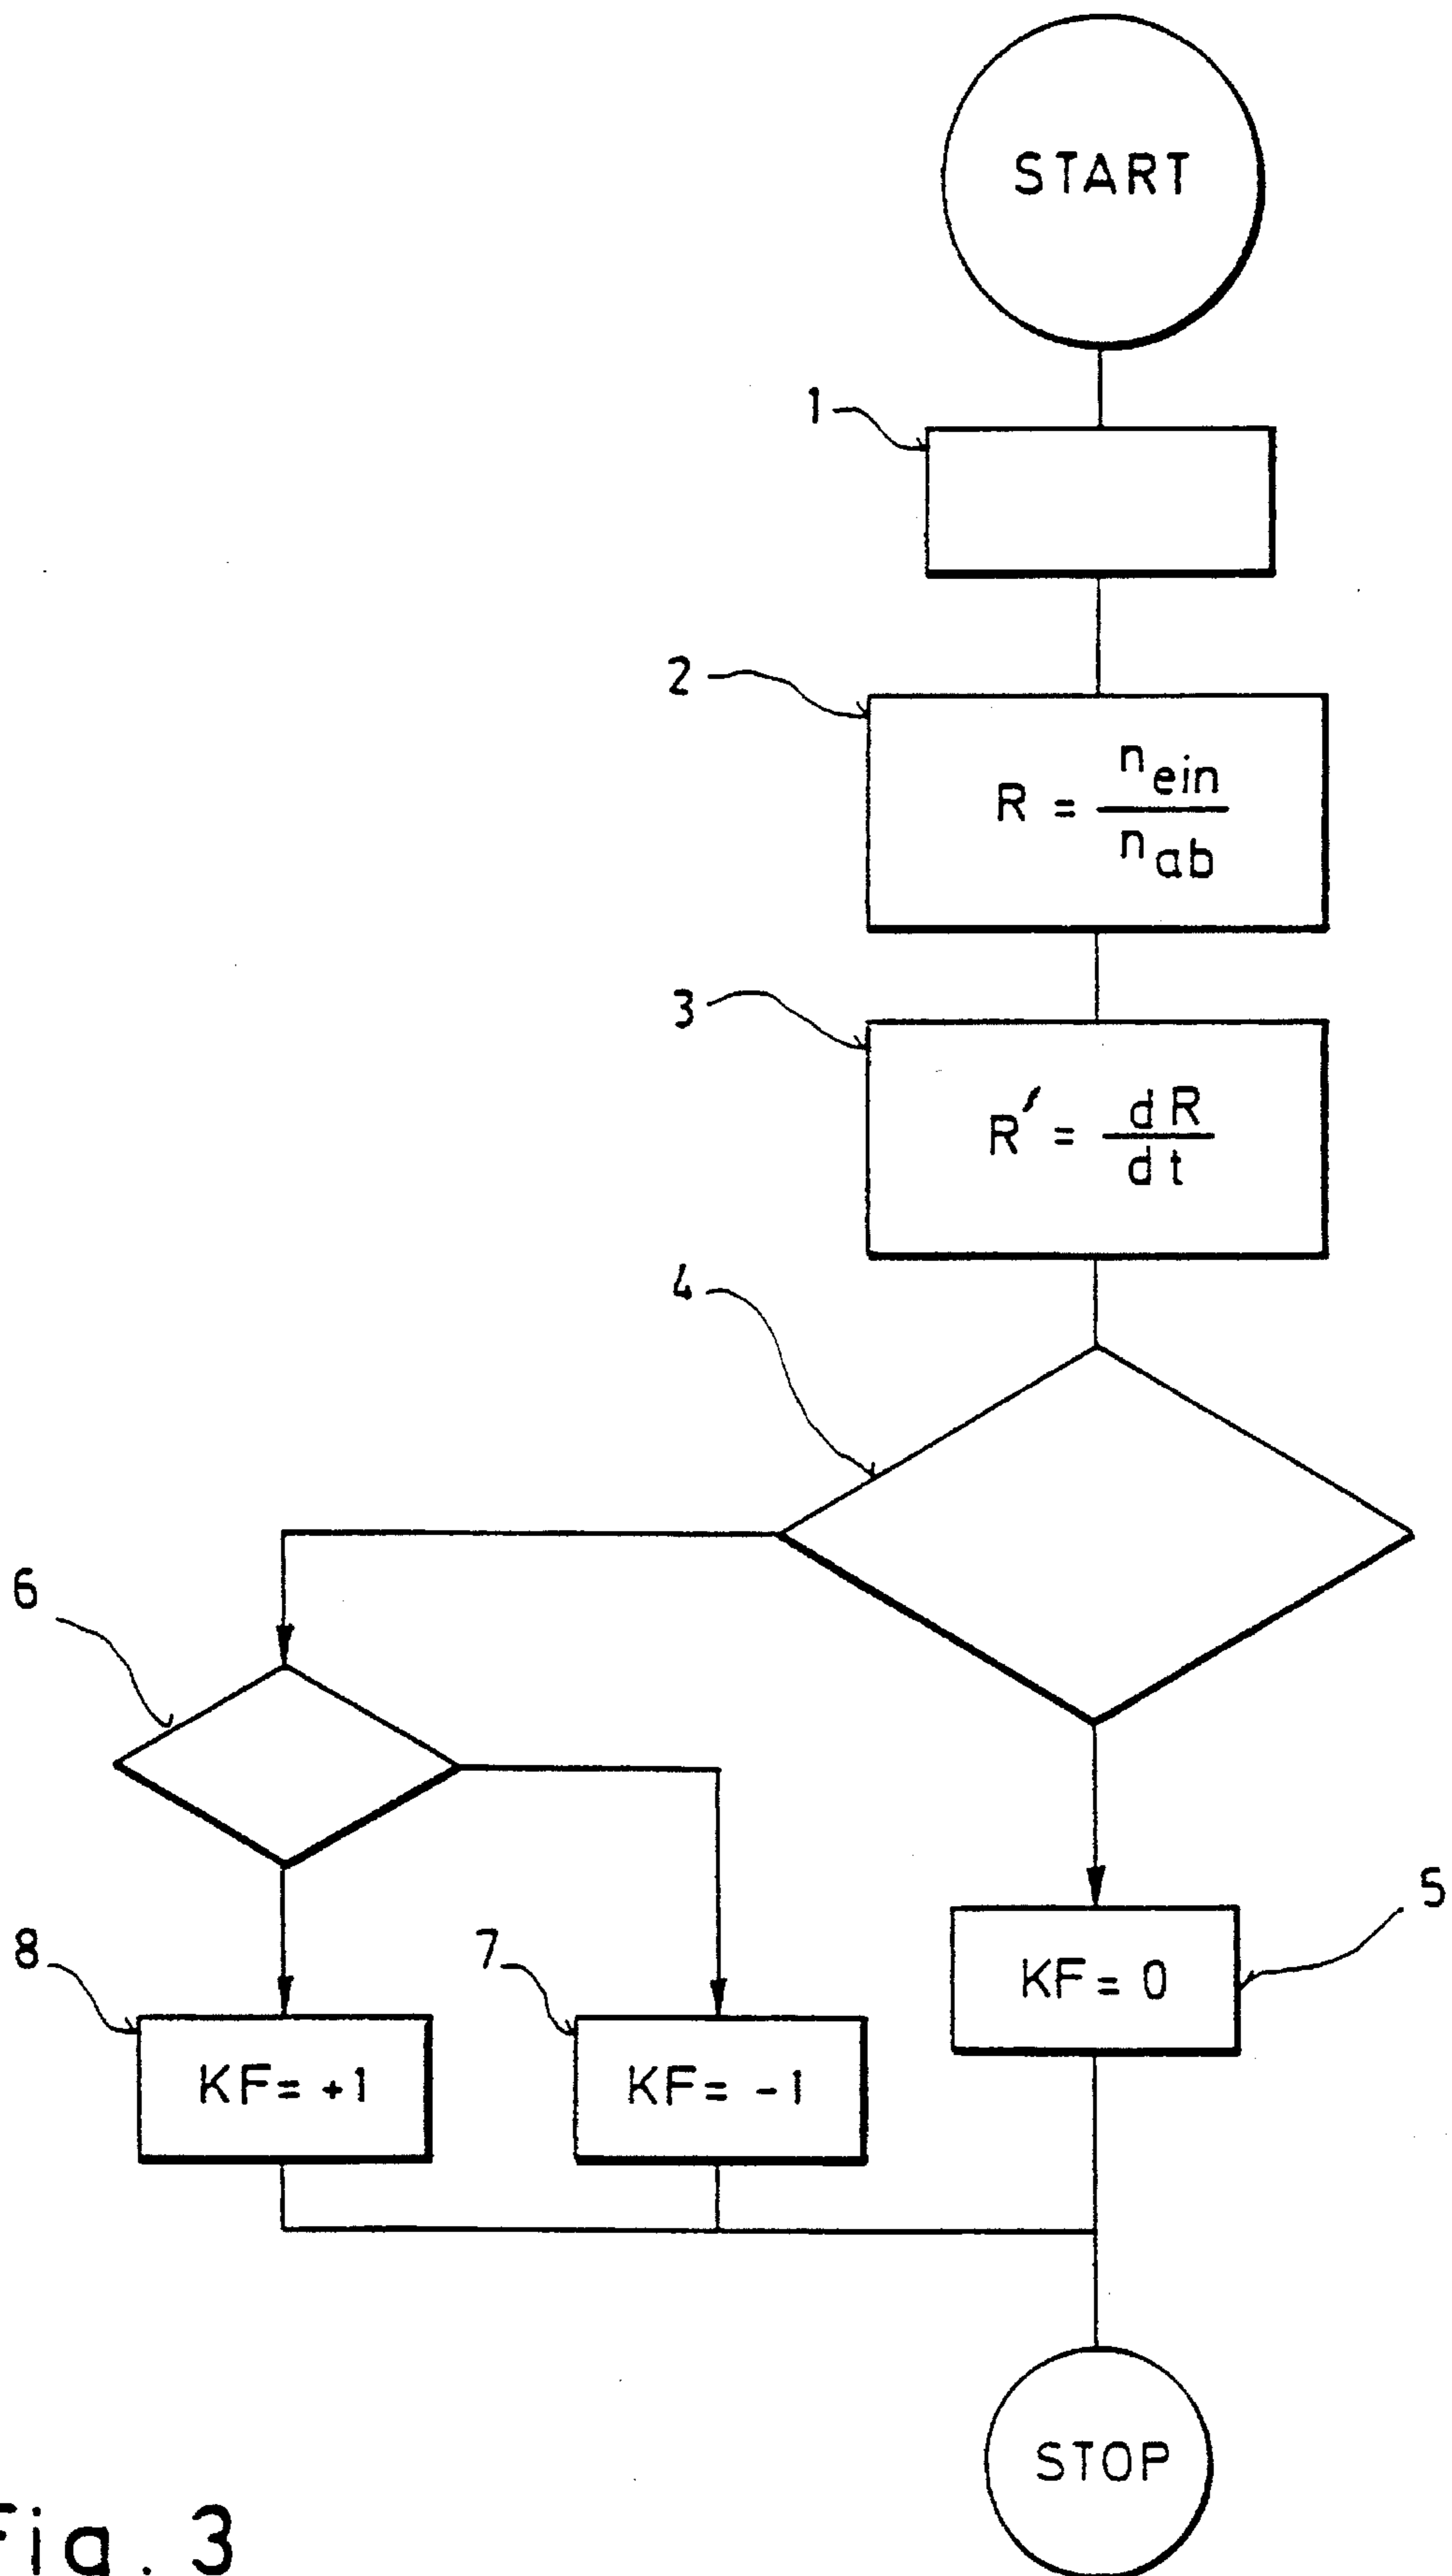 START
1
2
R = n_ein / n_ab
3
R′ = dR / dt
4
6
5
KF = 0
8
7
KF = +1
KF = -1
STOP
Fig. 3